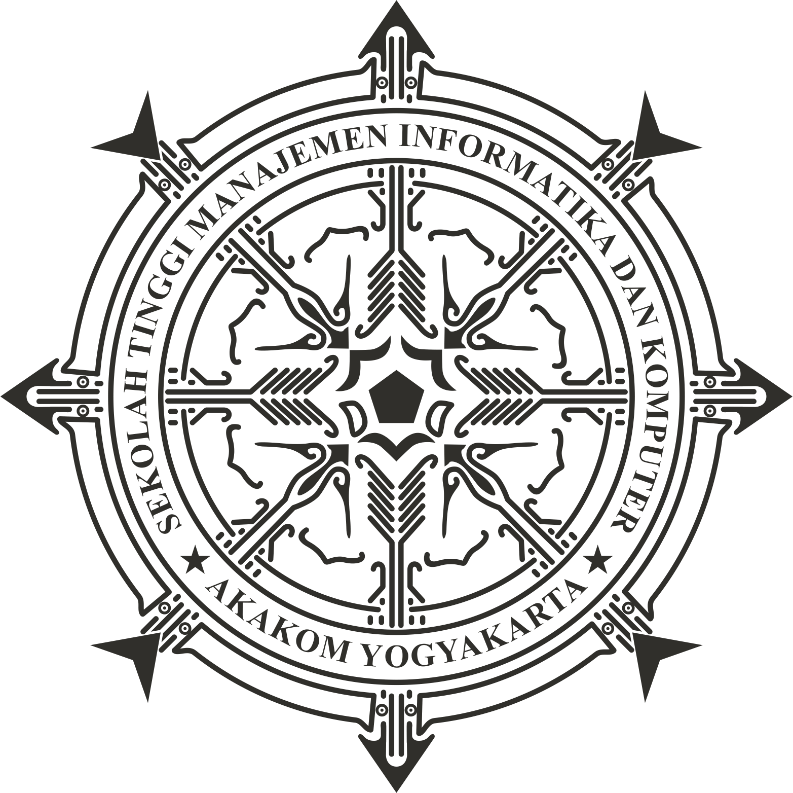 SEKOLAH TINGGI MANAJEMEN INFORMATIKA DAN KOMPUTER
★ AKAKOM YOGYAKARTA ★